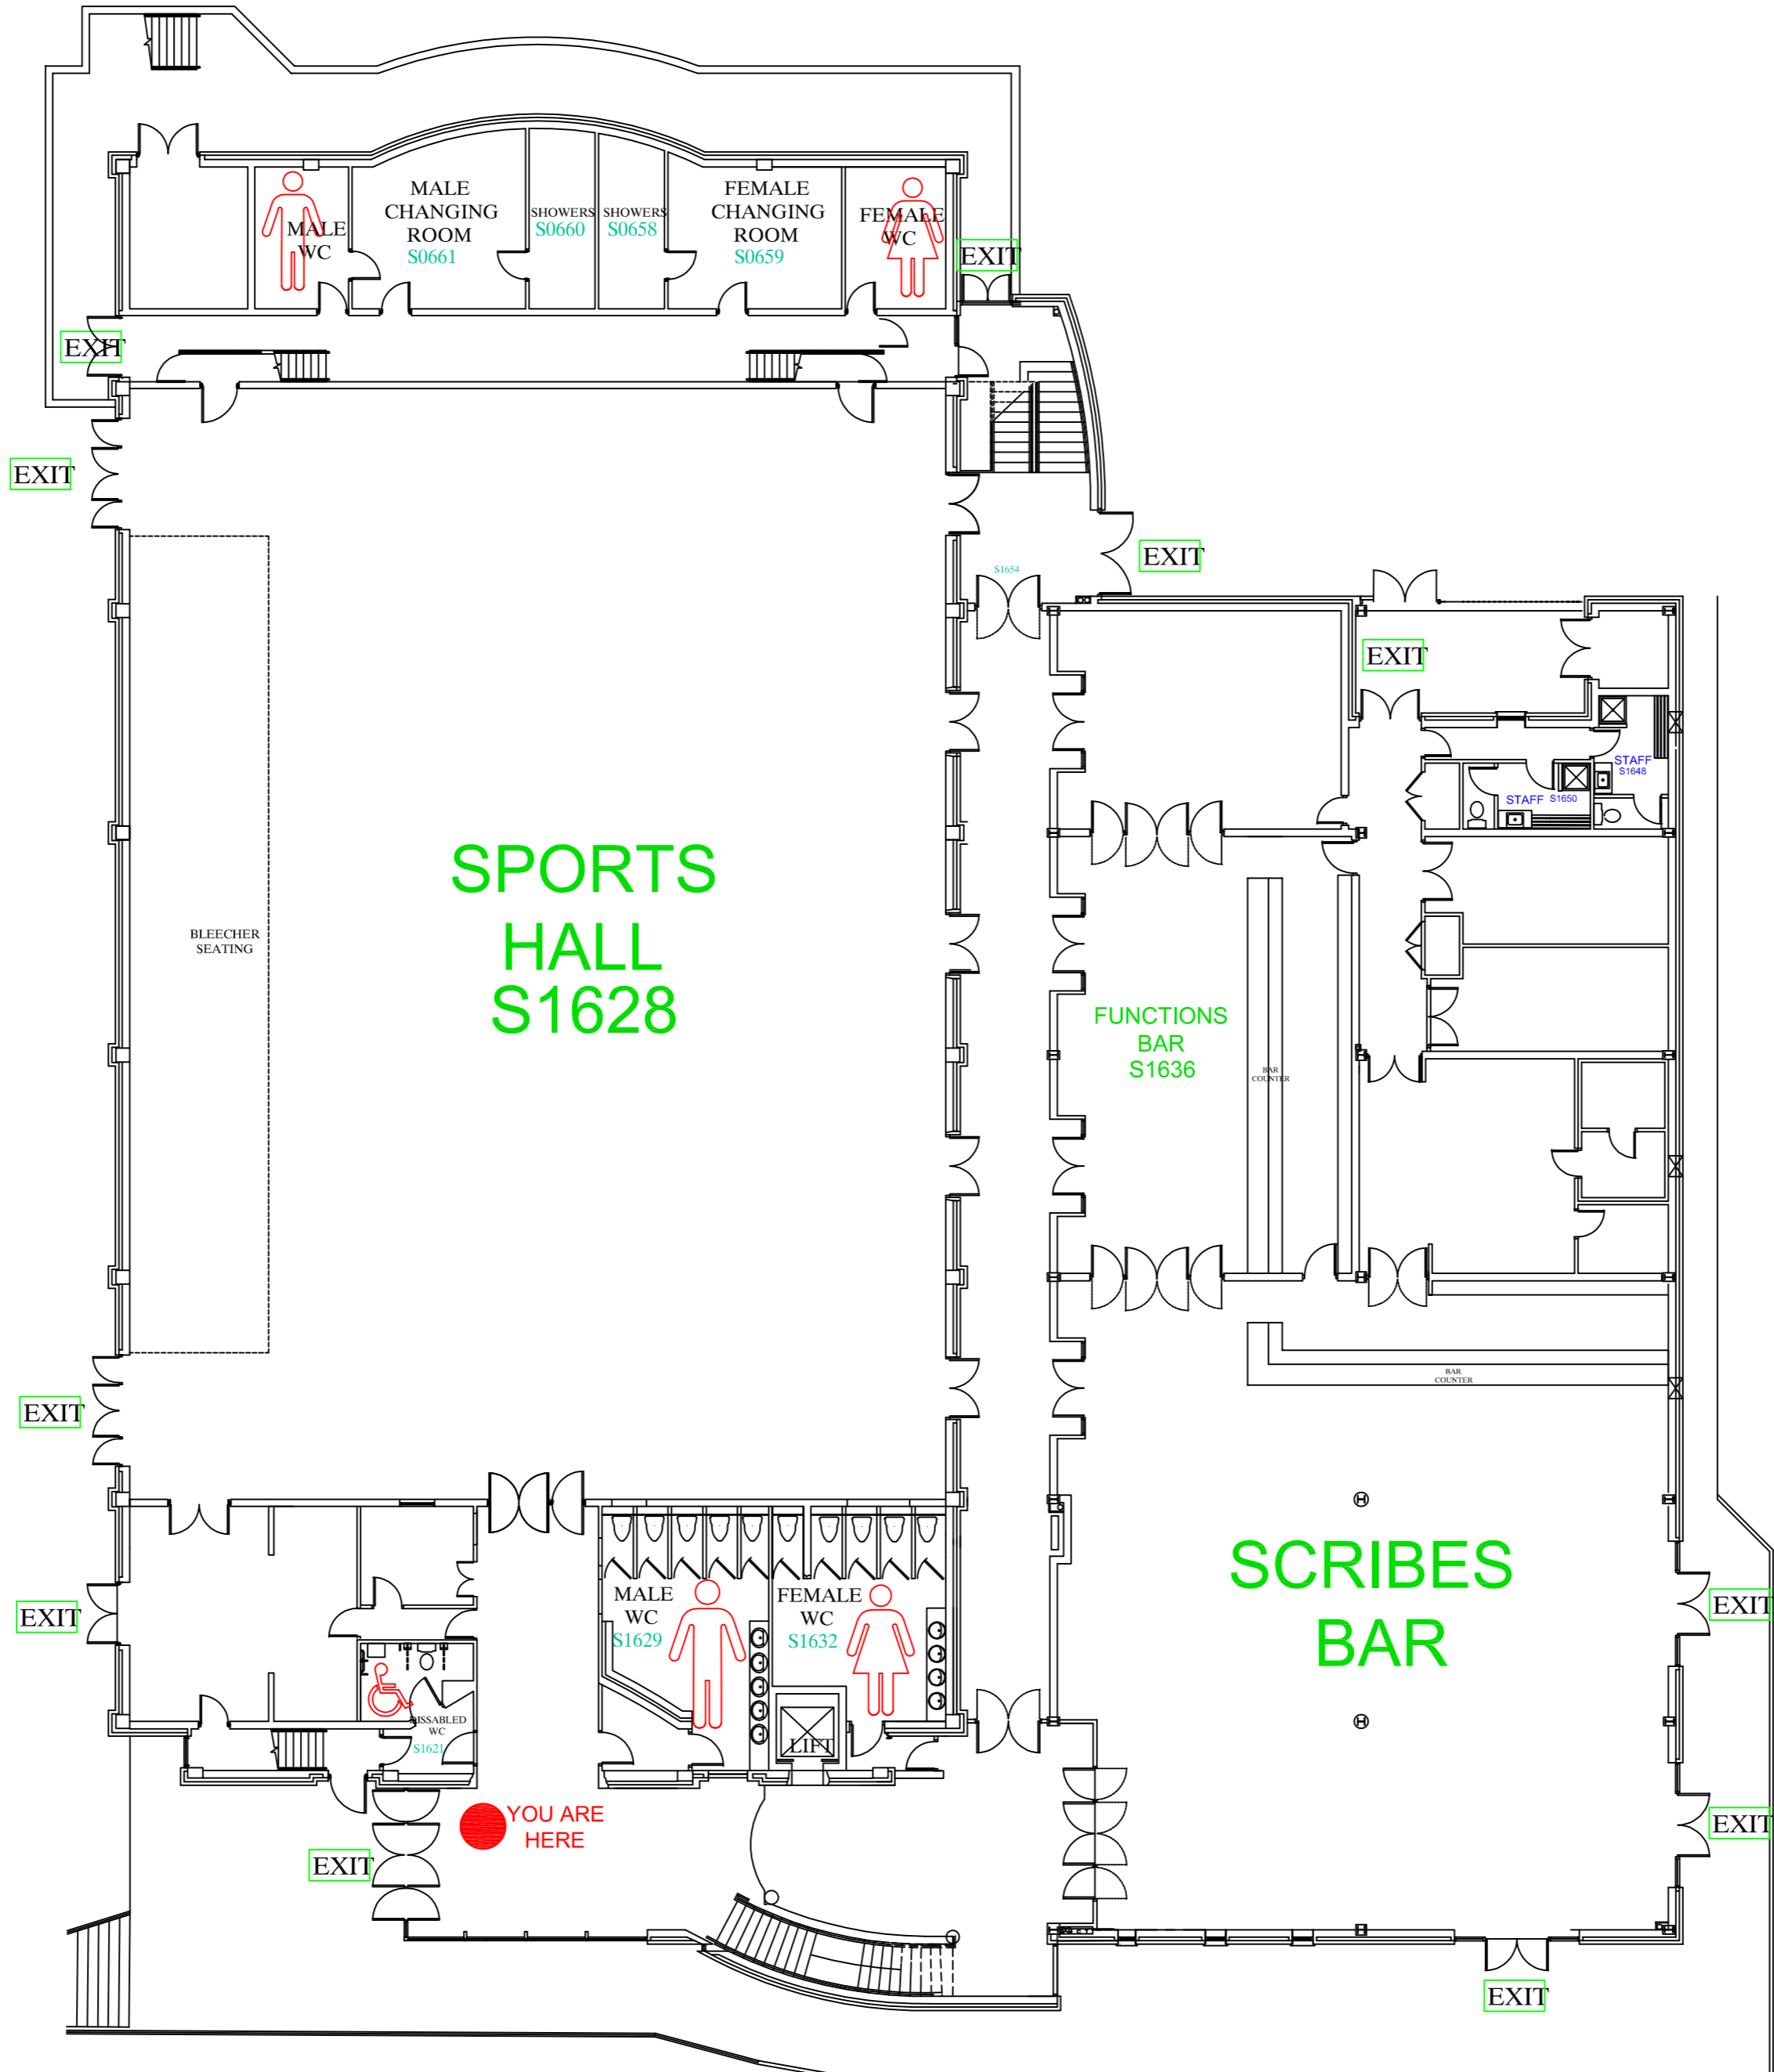 MALE
CHANGING
ROOM
S0661
SHOWERS
S0660
SHOWERS
S0658
FEMALE
CHANGING
ROOM
S0659
MALE
WC
FEMALE
WC
EXIT
EXIT
EXIT
EXIT
S1654
EXIT
STAFF
S1648
STAFF S1650
SPORTS
HALL
S1628
BLEECHER
SEATING
FUNCTIONS
BAR
S1636
BAR
COUNTER
BAR
COUNTER
EXIT
SCRIBES
BAR
MALE
WC
S1629
FEMALE
WC
S1632
EXIT
EXIT
DISSABLED
WC
S1621
LIFT
YOU ARE
HERE
EXIT
EXIT
EXIT